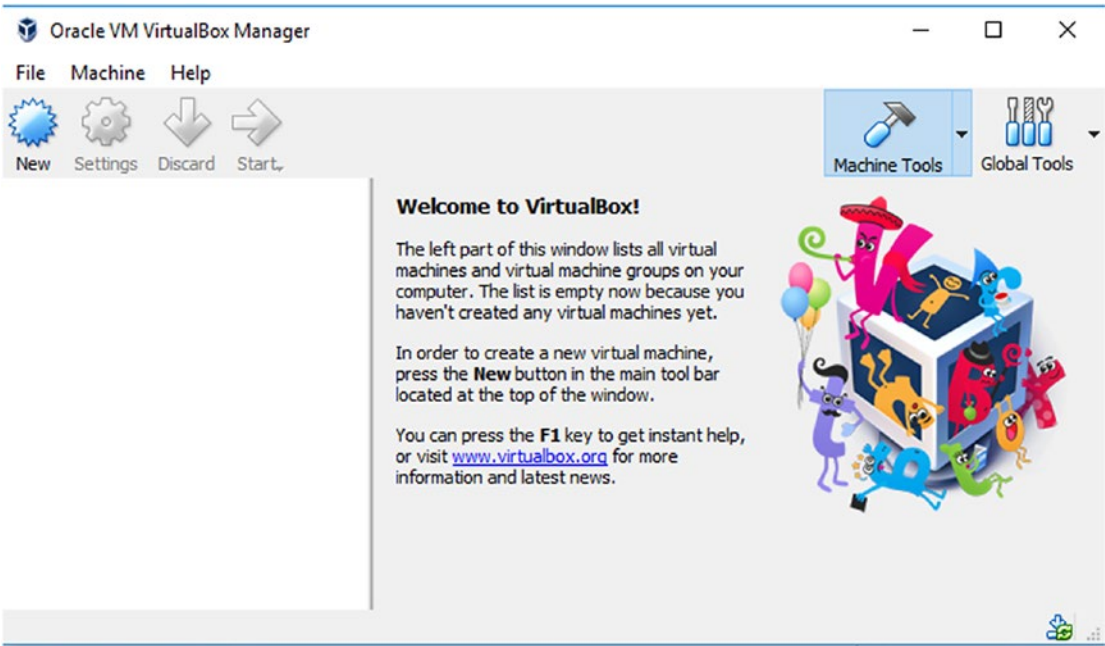 Oracle VM VirtualBox Manager
File Machine Help
New Settings Discard Start
Machine Tools Global Tools
Welcome to VirtualBox!
The left part of this window lists all virtual
machines and virtual machine groups on your
computer. The list is empty now because you
haven't created any virtual machines yet.
In order to create a new virtual machine,
press the New button in the main tool bar
located at the top of the window.
You can press the F1 key to get instant help,
or visit www.virtualbox.org for more
information and latest news.